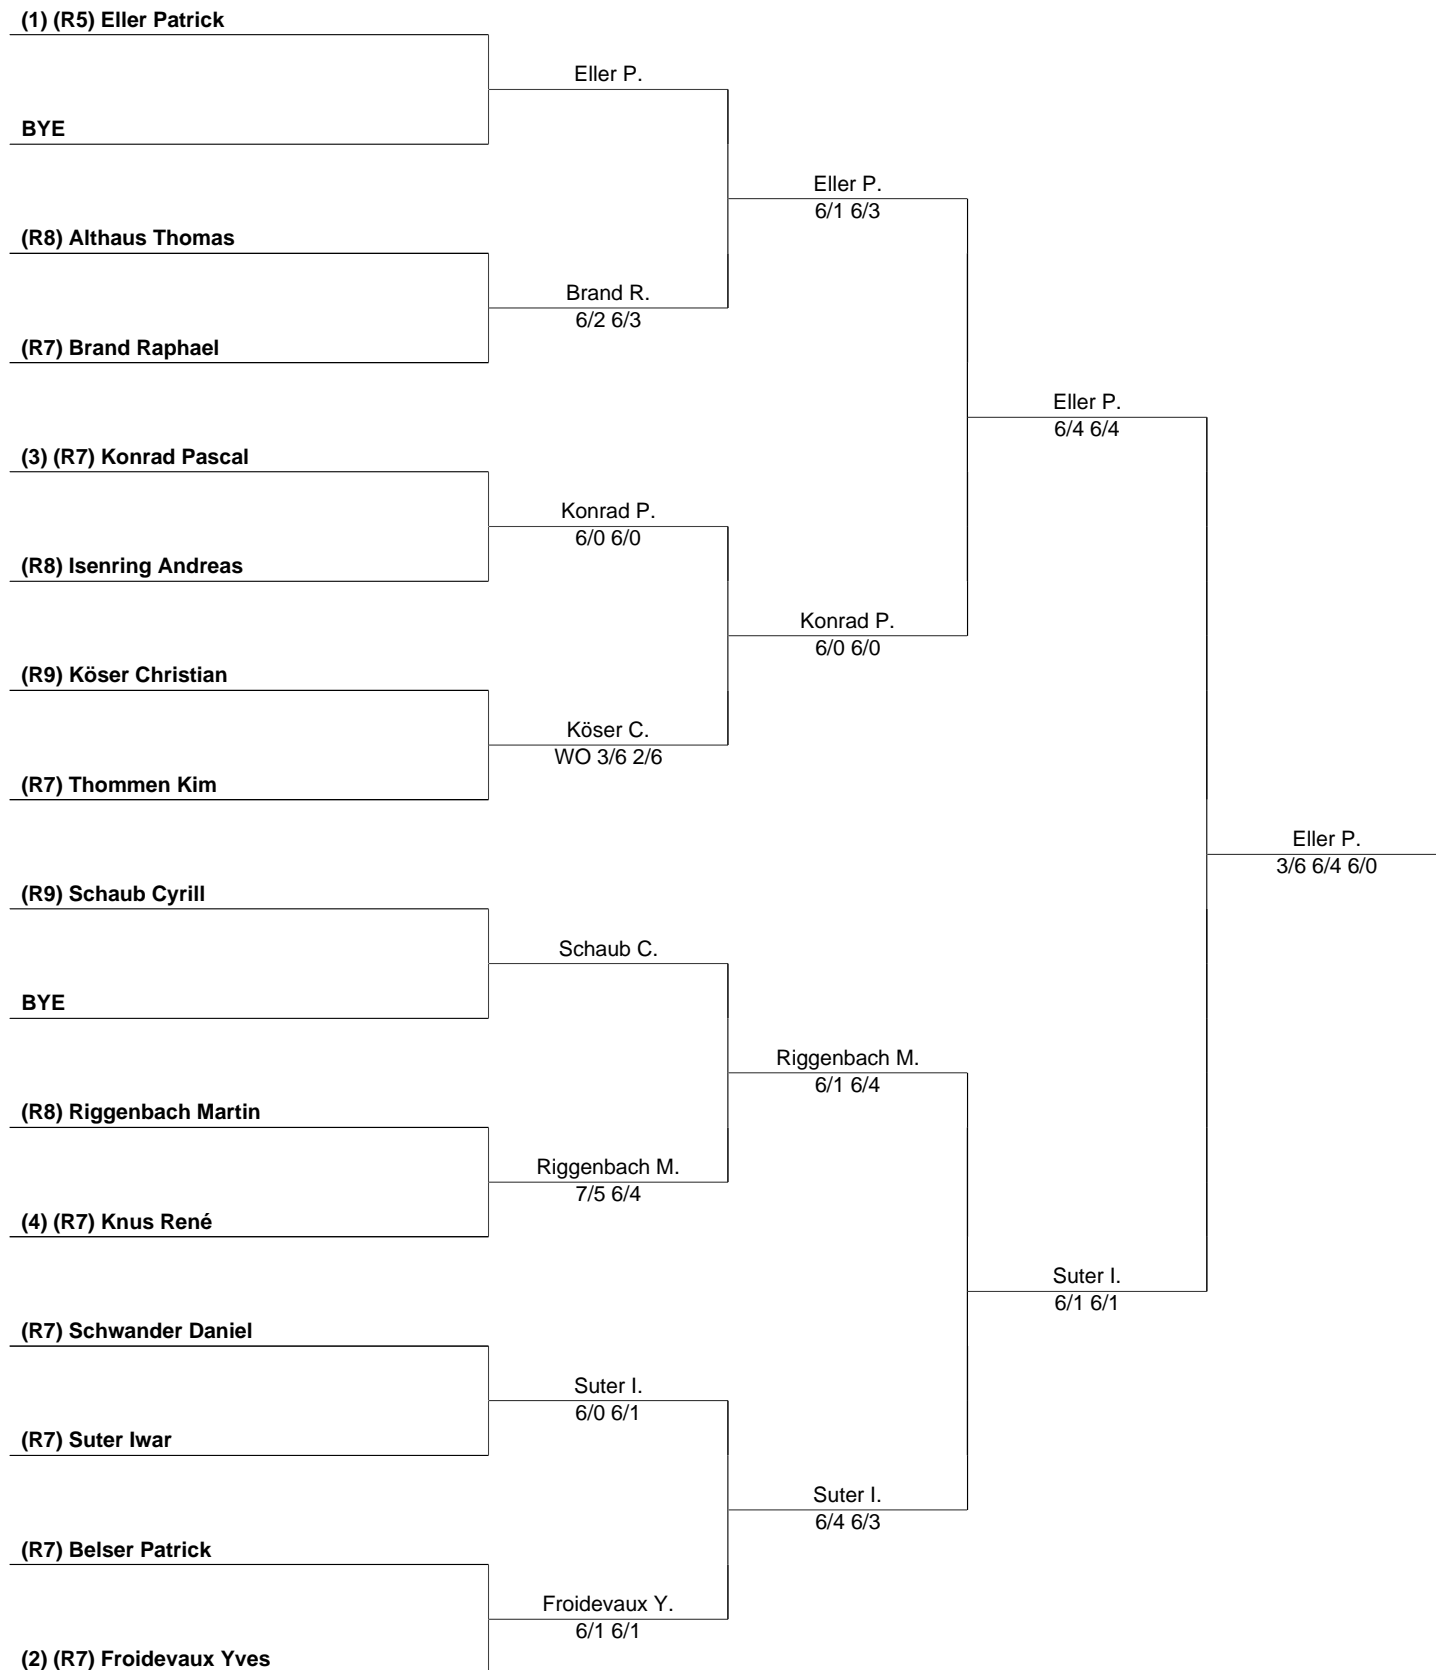 (1) (R5) Eller Patrick
Eller P.
BYE
Eller P.
6/1 6/3
(R8) Althaus Thomas
Brand R.
6/2 6/3
(R7) Brand Raphael
Eller P.
6/4 6/4
(3) (R7) Konrad Pascal
Konrad P.
6/0 6/0
(R8) Isenring Andreas
Konrad P.
6/0 6/0
(R9) Köser Christian
Köser C.
WO 3/6 2/6
(R7) Thommen Kim
Eller P.
3/6 6/4 6/0
(R9) Schaub Cyrill
Schaub C.
BYE
Riggenbach M.
6/1 6/4
(R8) Riggenbach Martin
Riggenbach M.
7/5 6/4
(4) (R7) Knus René
Suter I.
6/1 6/1
(R7) Schwander Daniel
Suter I.
6/0 6/1
(R7) Suter Iwar
Suter I.
6/4 6/3
(R7) Belser Patrick
Froidevaux Y.
6/1 6/1
(2) (R7) Froidevaux Yves